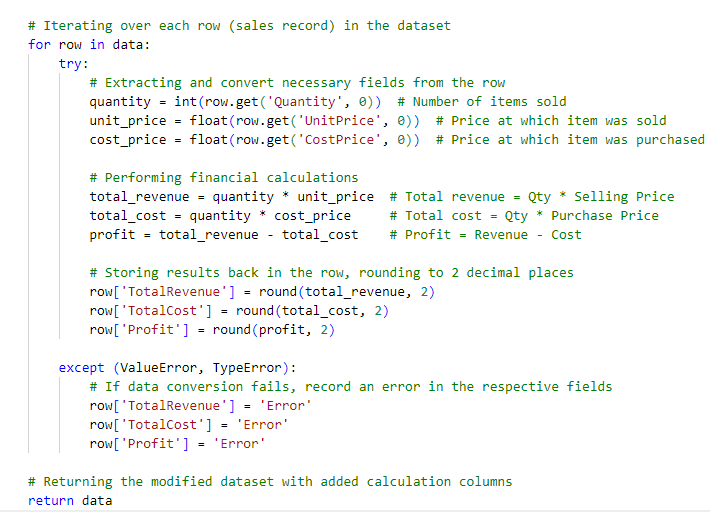 # Iterating over each row (sales record) in the dataset
for row in data:
    try:
        # Extracting and convert necessary fields from the row
        quantity = int(row.get('Quantity', 0))  # Number of items sold
        unit_price = float(row.get('UnitPrice', 0))  # Price at which item was sold
        cost_price = float(row.get('CostPrice', 0))  # Price at which item was purchased

        # Performing financial calculations
        total_revenue = quantity * unit_price  # Total revenue = Qty * Selling Price
        total_cost = quantity * cost_price     # Total cost = Qty * Purchase Price
        profit = total_revenue - total_cost    # Profit = Revenue - Cost

        # Storing results back in the row, rounding to 2 decimal places
        row['TotalRevenue'] = round(total_revenue, 2)
        row['TotalCost'] = round(total_cost, 2)
        row['Profit'] = round(profit, 2)

    except (ValueError, TypeError):
        # If data conversion fails, record an error in the respective fields
        row['TotalRevenue'] = 'Error'
        row['TotalCost'] = 'Error'
        row['Profit'] = 'Error'

# Returning the modified dataset with added calculation columns
return data